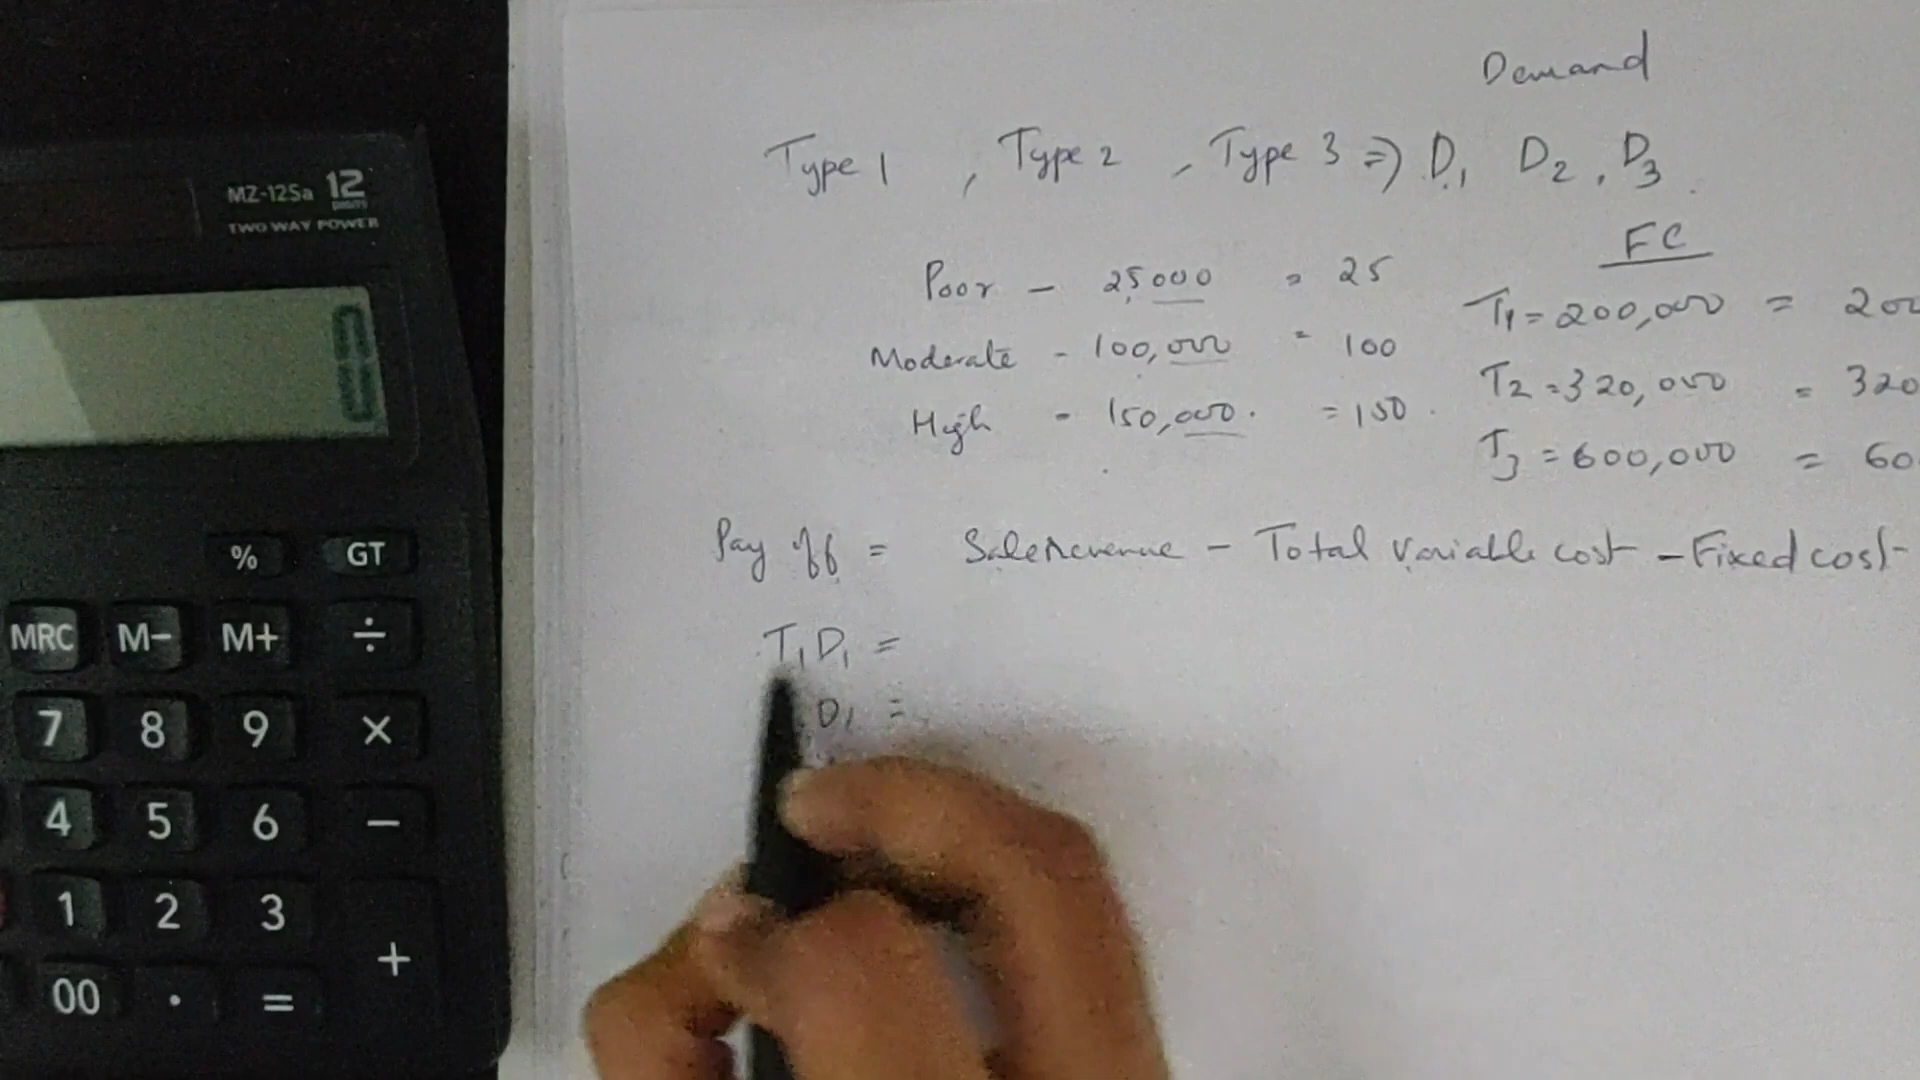 Demand
Type 1 , Type 2 , Type 3 => D1 D2 , D3
FC
Poor - 25,000 = 25
T1 = 200,000 = 200
Moderate - 100,000 = 100
T2 = 320,000 = 320
High - 150,000. = 150
T3 = 600,000 = 60
Pay off = Sale Revenue - Total Variable cost - Fixed cost
T1D1 =
D1 =
MZ-12Sa 12
TWO WAY POWER
0
% GT
MRC M- M+ ÷
7 8 9 ×
4 5 6 -
1 2 3
+
00 . =